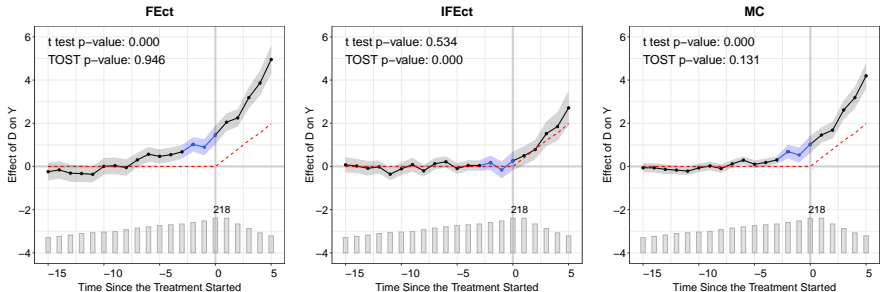 FEct
t test p-value: 0.000
TOST p-value: 0.946
Effect of D on Y
6
4
2
0
−2
−4
218
−15
−10
−5
0
5
Time Since the Treatment Started
IFEct
t test p-value: 0.534
TOST p-value: 0.000
Effect of D on Y
6
4
2
0
−2
−4
218
−15
−10
−5
0
5
Time Since the Treatment Started
MC
t test p-value: 0.000
TOST p-value: 0.131
Effect of D on Y
6
4
2
0
−2
−4
218
−15
−10
−5
0
5
Time Since the Treatment Started